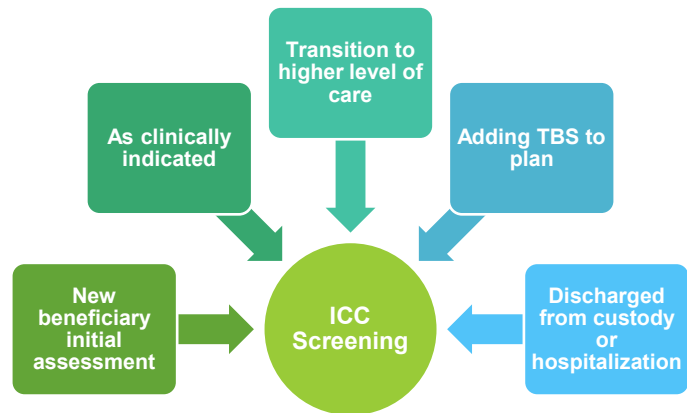 Transition to
higher level of
care
As clinically
indicated
Adding TBS to
plan
New
beneficiary
initial
assessment
ICC
Screening
Discharged
from custody
or
hospitalization